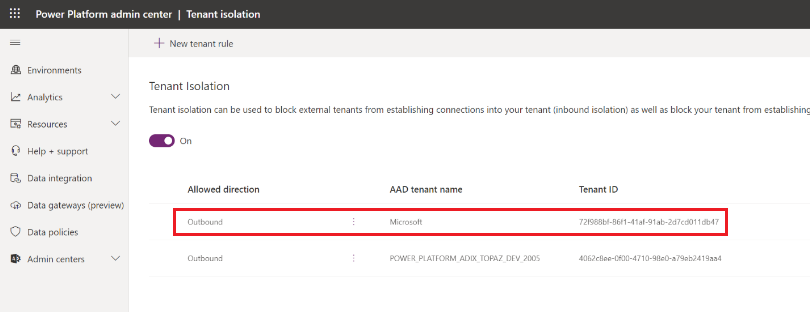 Power Platform admin center | Tenant isolation
New tenant rule
Environments
Analytics
Resources
Help + support
Data integration
Data gateways (preview)
Data policies
Admin centers
Tenant Isolation
Tenant isolation can be used to block external tenants from establishing connections into your tenant (inbound isolation) as well as block your tenant from establishing
On
Allowed direction AAD tenant name Tenant ID
Outbound Microsoft 72f988bf-86f1-41af-91ab-2d7cd011db47
Outbound POWER_PLATFORM_ADIX_TOPAZ_DEV_2005 4062c8ee-0f00-4710-98e0-a79eb2419aa4